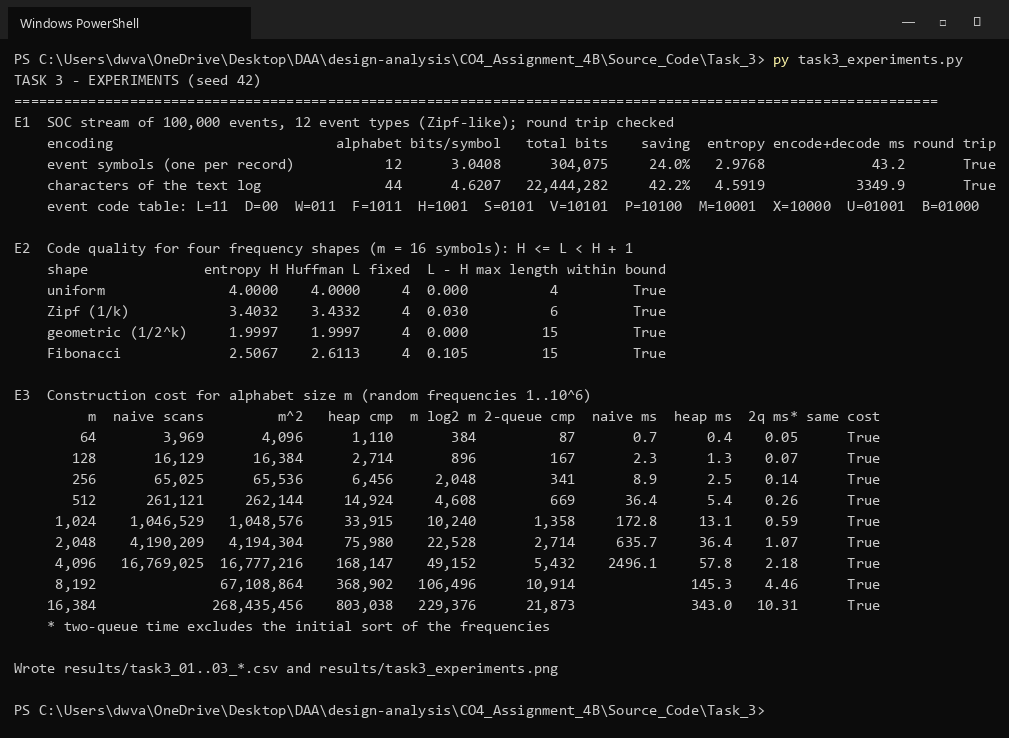 Windows PowerShell
PS C:\Users\dwva\OneDrive\Desktop\DAA\design-analysis\CO4_Assignment_4B\Source_Code\Task_3> py task3_experiments.py
TASK 3 - EXPERIMENTS (seed 42)
================================================================================================================
E1  SOC stream of 100,000 events, 12 event types (Zipf-like); round trip checked
    encoding                           alphabet bits/symbol   total bits    saving  entropy encode+decode ms round trip
    event symbols (one per record)           12      3.0408      304,075     24.0%   2.9768             43.2       True
    characters of the text log               44      4.6207   22,444,282     42.2%   4.5919           3349.9       True
    event code table: L=11  D=00  W=011  F=1011  H=1001  S=0101  V=10101  P=10100  M=10001  X=10000  U=01001  B=01000
E2  Code quality for four frequency shapes (m = 16 symbols): H <= L < H + 1
    shape              entropy H Huffman L fixed  L - H max length within bound
    uniform               4.0000    4.0000     4  0.000          4         True
    Zipf (1/k)            3.4032    3.4332     4  0.030          6         True
    geometric (1/2^k)     1.9997    1.9997     4  0.000         15         True
    Fibonacci             2.5067    2.6113     4  0.105         15         True
E3  Construction cost for alphabet size m (random frequencies 1..10^6)
         m  naive scans         m^2   heap cmp  m log2 m 2-queue cmp  naive ms  heap ms  2q ms* same cost
        64        3,969       4,096      1,110       384          87       0.7      0.4    0.05      True
       128       16,129      16,384      2,714       896         167       2.3      1.3    0.07      True
       256       65,025      65,536      6,456     2,048         341       8.9      2.5    0.14      True
       512      261,121     262,144     14,924     4,608         669      36.4      5.4    0.26      True
     1,024    1,046,529   1,048,576     33,915    10,240       1,358     172.8     13.1    0.59      True
     2,048    4,190,209   4,194,304     75,980    22,528       2,714     635.7     36.4    1.07      True
     4,096   16,769,025  16,777,216    168,147    49,152       5,432    2496.1     57.8    2.18      True
     8,192               67,108,864    368,902   106,496      10,914              145.3    4.46      True
    16,384              268,435,456    803,038   229,376      21,873              343.0   10.31      True
    * two-queue time excludes the initial sort of the frequencies
Wrote results/task3_01..03_*.csv and results/task3_experiments.png
PS C:\Users\dwva\OneDrive\Desktop\DAA\design-analysis\CO4_Assignment_4B\Source_Code\Task_3>